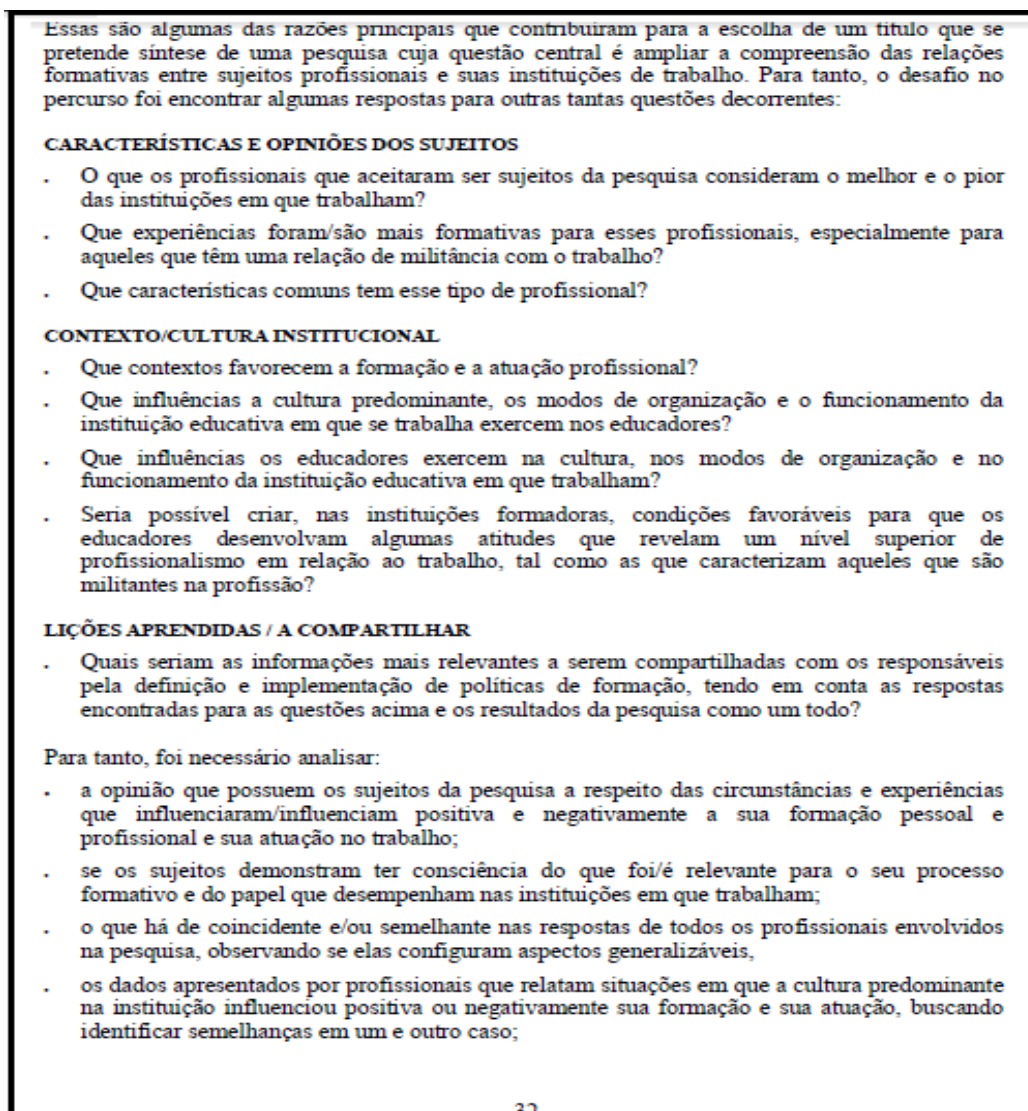 Essas são algumas das razões principais que contribuíram para a escolha de um título que se
pretende síntese de uma pesquisa cuja questão central é ampliar a compreensão das relações
formativas entre sujeitos profissionais e suas instituições de trabalho. Para tanto, o desafio no
percurso foi encontrar algumas respostas para outras tantas questões decorrentes:
CARACTERÍSTICAS E OPINIÕES DOS SUJEITOS
. O que os profissionais que aceitaram ser sujeitos da pesquisa consideram o melhor e o pior
das instituições em que trabalham?
. Que experiências foram/são mais formativas para esses profissionais, especialmente para
aqueles que têm uma relação de militância com o trabalho?
. Que características comuns tem esse tipo de profissional?
CONTEXTO/CULTURA INSTITUCIONAL
. Que contextos favorecem a formação e a atuação profissional?
. Que influências a cultura predominante, os modos de organização e o funcionamento da
instituição educativa em que se trabalha exercem nos educadores?
. Que influências os educadores exercem na cultura, nos modos de organização e no
funcionamento da instituição educativa em que trabalham?
. Seria possível criar, nas instituições formadoras, condições favoráveis para que os
educadores desenvolvam algumas atitudes que revelam um nível superior de
profissionalismo em relação ao trabalho, tal como as que caracterizam aqueles que são
militantes na profissão?
LIÇÕES APRENDIDAS / A COMPARTILHAR
. Quais seriam as informações mais relevantes a serem compartilhadas com os responsáveis
pela definição e implementação de políticas de formação, tendo em conta as respostas
encontradas para as questões acima e os resultados da pesquisa como um todo?
Para tanto, foi necessário analisar:
. a opinião que possuem os sujeitos da pesquisa a respeito das circunstâncias e experiências
que influenciaram/influenciam positiva e negativamente a sua formação pessoal e
profissional e sua atuação no trabalho;
. se os sujeitos demonstram ter consciência do que foi/é relevante para o seu processo
formativo e do papel que desempenham nas instituições em que trabalham;
. o que há de coincidente e/ou semelhante nas respostas de todos os profissionais envolvidos
na pesquisa, observando se elas configuram aspectos generalizáveis,
. os dados apresentados por profissionais que relatam situações em que a cultura predominante
na instituição influenciou positiva ou negativamente sua formação e sua atuação, buscando
identificar semelhanças em um e outro caso;
32